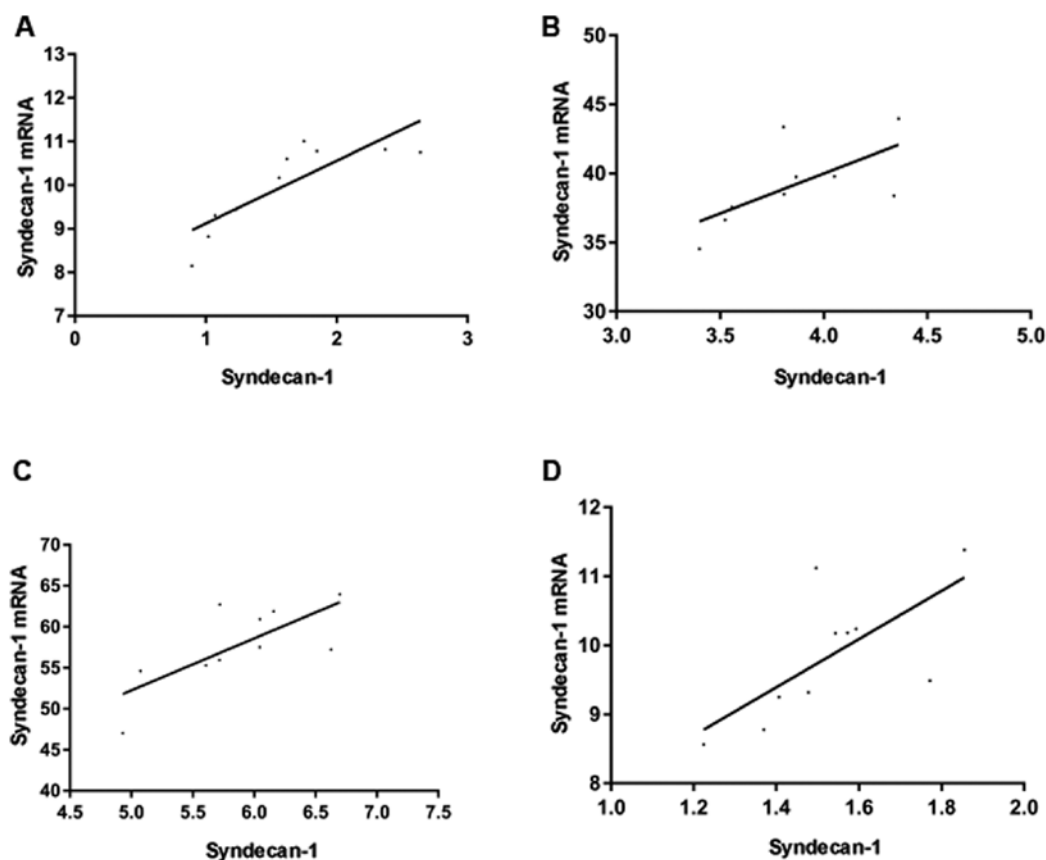 A
Syndecan-1 mRNA
13
12
11
10
9
8
7
0 1 2 3
Syndecan-1
B
Syndecan-1 mRNA
50
45
40
35
30
3.0 3.5 4.0 4.5 5.0
Syndecan-1
C
Syndecan-1 mRNA
70
65
60
55
50
45
40
4.5 5.0 5.5 6.0 6.5 7.0 7.5
Syndecan-1
D
Syndecan-1 mRNA
12
11
10
9
8
1.0 1.2 1.4 1.6 1.8 2.0
Syndecan-1